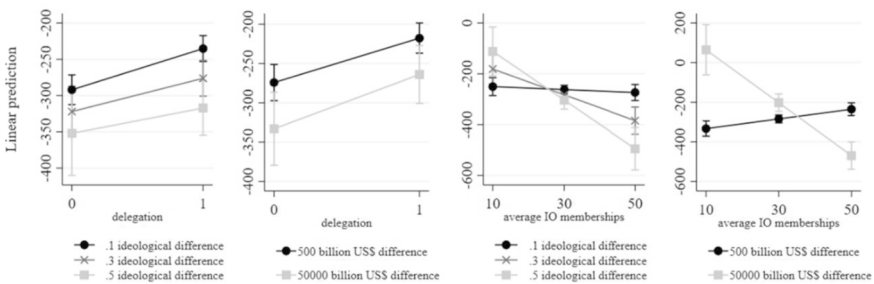 Linear prediction
-200
-250
-300
-350
-400
0 1
delegation
.1 ideological difference
.3 ideological difference
.5 ideological difference
-200
-250
-300
-350
-400
0 1
delegation
500 billion US$ difference
50000 billion US$ difference
0
-200
-400
-600
10 30 50
average IO memberships
.1 ideological difference
.3 ideological difference
.5 ideological difference
200
0
-200
-400
-600
10 30 50
average IO memberships
500 billion US$ difference
50000 billion US$ difference